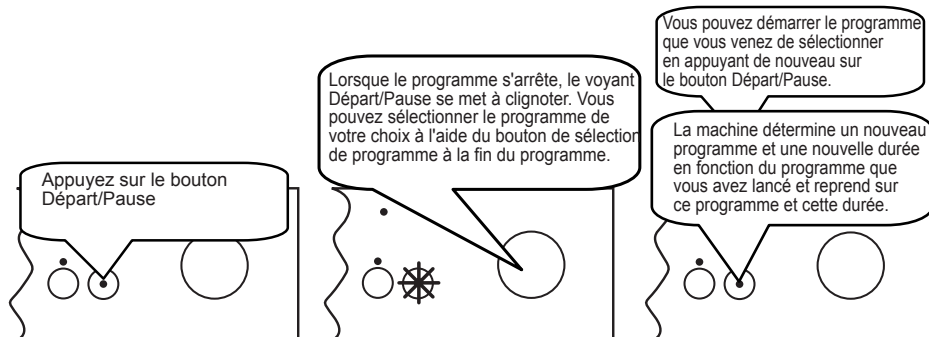 Appuyez sur le bouton
Départ/Pause
Lorsque le programme s'arrête, le voyant
Départ/Pause se met à clignoter. Vous
pouvez sélectionner le programme de
votre choix à l'aide du bouton de sélection
de programme à la fin du programme.
Vous pouvez démarrer le programme
que vous venez de sélectionner
en appuyant de nouveau sur
le bouton Départ/Pause.
La machine détermine un nouveau
programme et une nouvelle durée
en fonction du programme que
vous avez lancé et reprend sur
ce programme et cette durée.